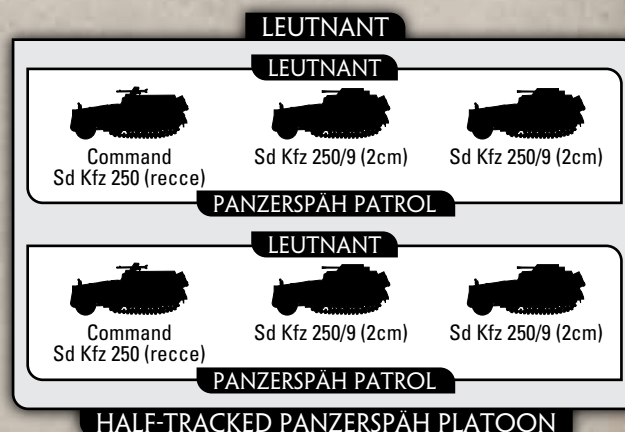 LEUTNANT
LEUTNANT
Command
Sd Kfz 250 (recce)
Sd Kfz 250/9 (2cm)
Sd Kfz 250/9 (2cm)
PANZERSPÄH PATROL
LEUTNANT
Command
Sd Kfz 250 (recce)
Sd Kfz 250/9 (2cm)
Sd Kfz 250/9 (2cm)
PANZERSPÄH PATROL
HALF-TRACKED PANZERSPÄH PLATOON